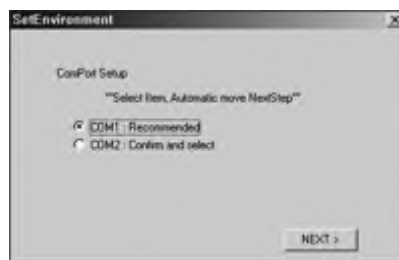 SetEnvironment
ComPort Setup
""Select Item, Automatic move NextStep""
COM1 : Recommended
COM2 : Confirm and select
NEXT >